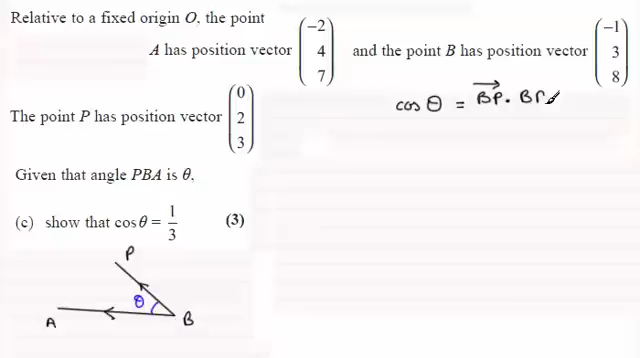 Relative to a fixed origin O, the point
A has position vector (−2 4 7) and the point B has position vector (−1 3 8)
The point P has position vector (0 2 3)
cos θ = BP .
Given that angle PBA is θ,
(c) show that cos θ = 1/3 (3)
P
θ
A B